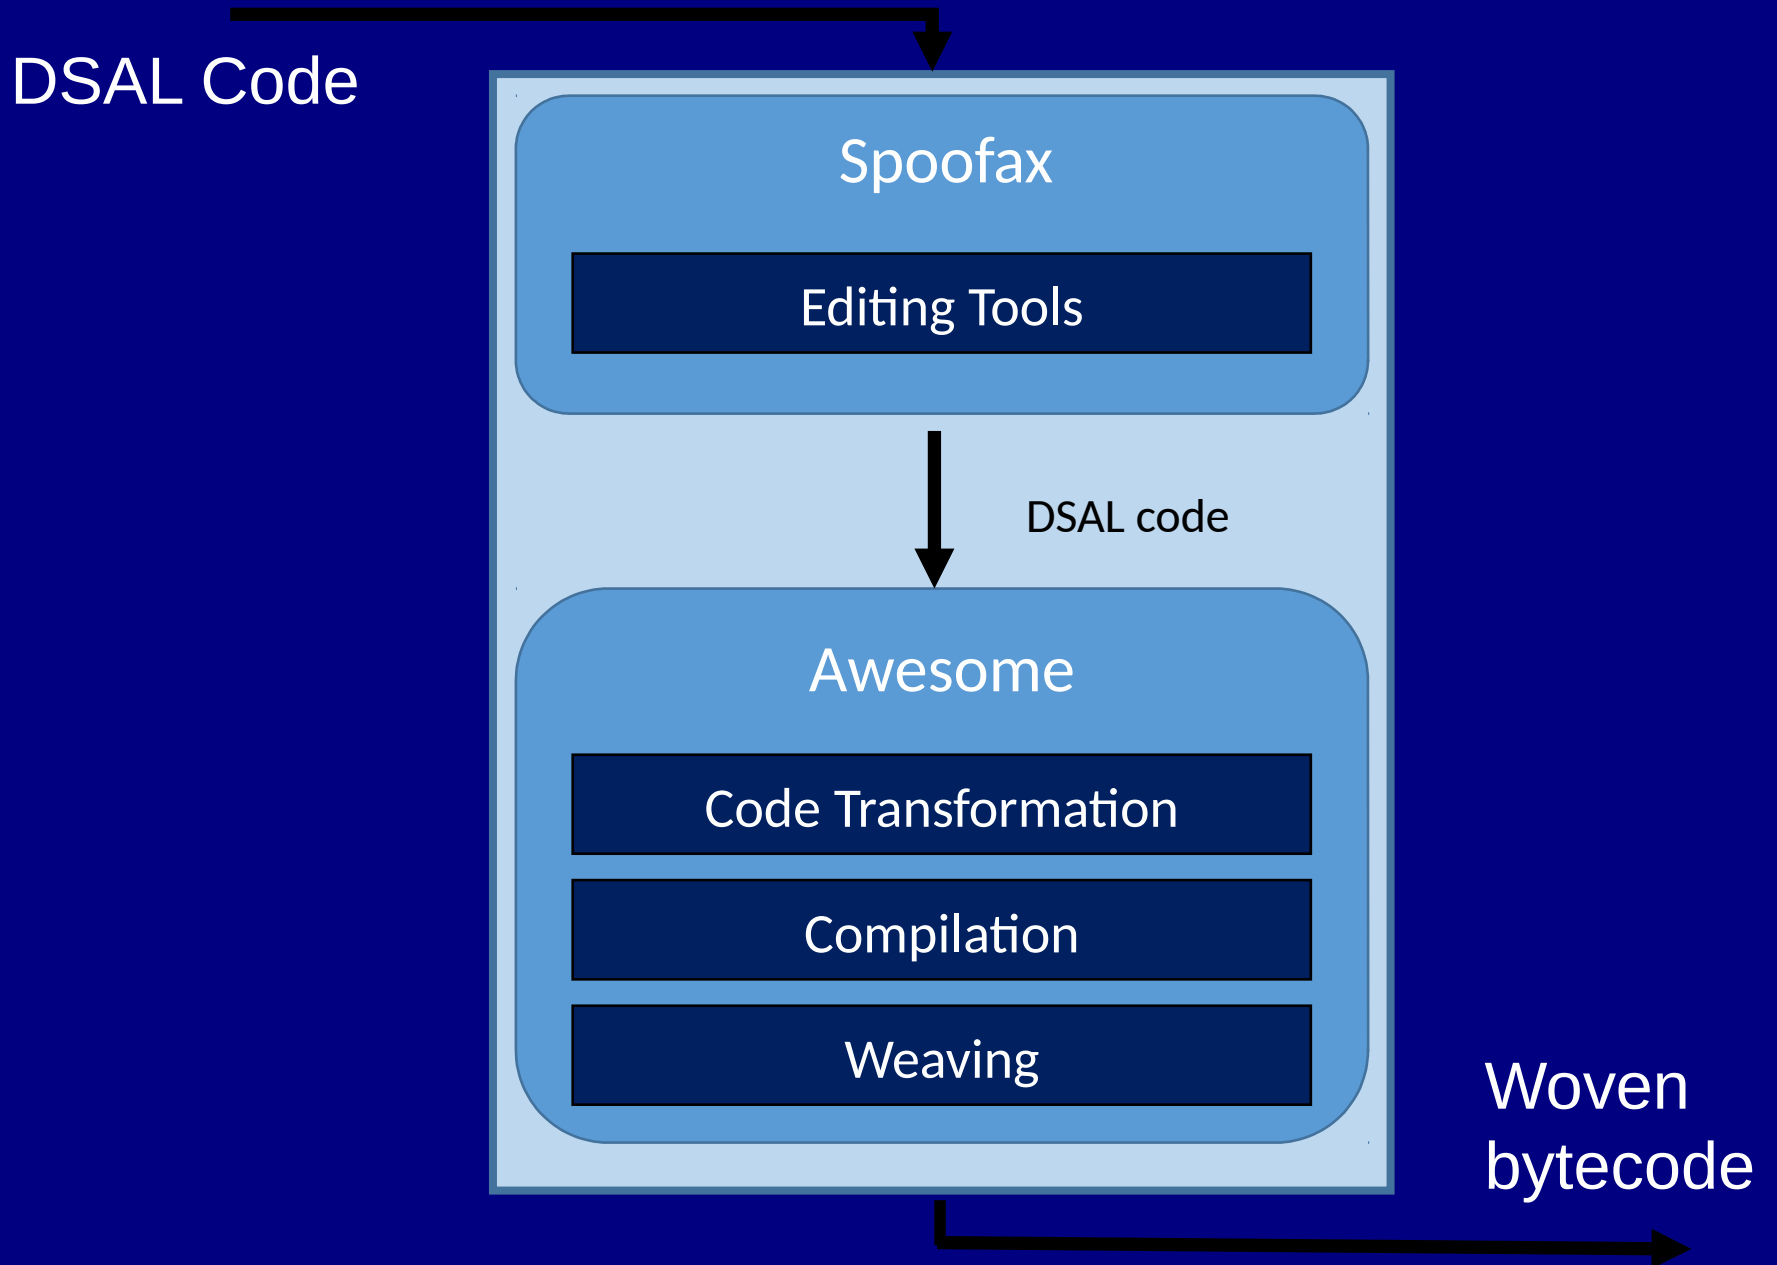 DSAL Code
Spoofax
Editing Tools
DSAL code
Awesome
Code Transformation
Compilation
Weaving
Woven
bytecode